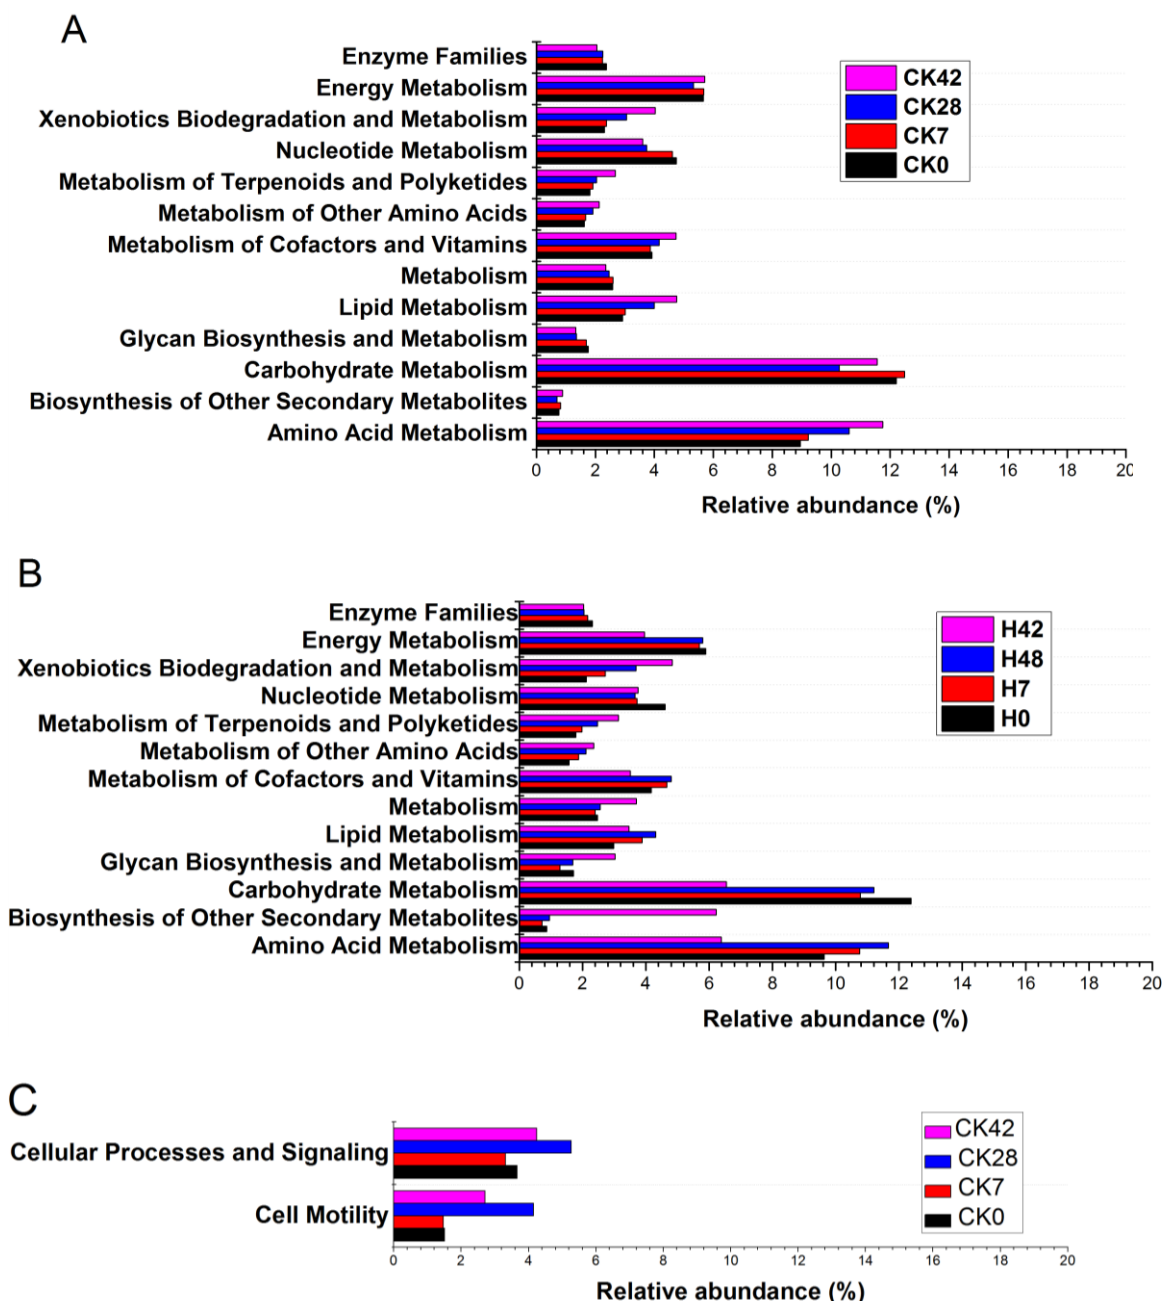 A
Enzyme Families
Energy Metabolism
Xenobiotics Biodegradation and Metabolism
Nucleotide Metabolism
Metabolism of Terpenoids and Polyketides
Metabolism of Other Amino Acids
Metabolism of Cofactors and Vitamins
Metabolism
Lipid Metabolism
Glycan Biosynthesis and Metabolism
Carbohydrate Metabolism
Biosynthesis of Other Secondary Metabolites
Amino Acid Metabolism
CK42
CK28
CK7
CK0
0 2 4 6 8 10 12 14 16 18 20
Relative abundance (%)
B
Enzyme Families
Energy Metabolism
Xenobiotics Biodegradation and Metabolism
Nucleotide Metabolism
Metabolism of Terpenoids and Polyketides
Metabolism of Other Amino Acids
Metabolism of Cofactors and Vitamins
Metabolism
Lipid Metabolism
Glycan Biosynthesis and Metabolism
Carbohydrate Metabolism
Biosynthesis of Other Secondary Metabolites
Amino Acid Metabolism
H42
H48
H7
H0
0 2 4 6 8 10 12 14 16 18 20
Relative abundance (%)
C
Cellular Processes and Signaling
Cell Motility
CK42
CK28
CK7
CK0
0 2 4 6 8 10 12 14 16 18 20
Relative abundance (%)